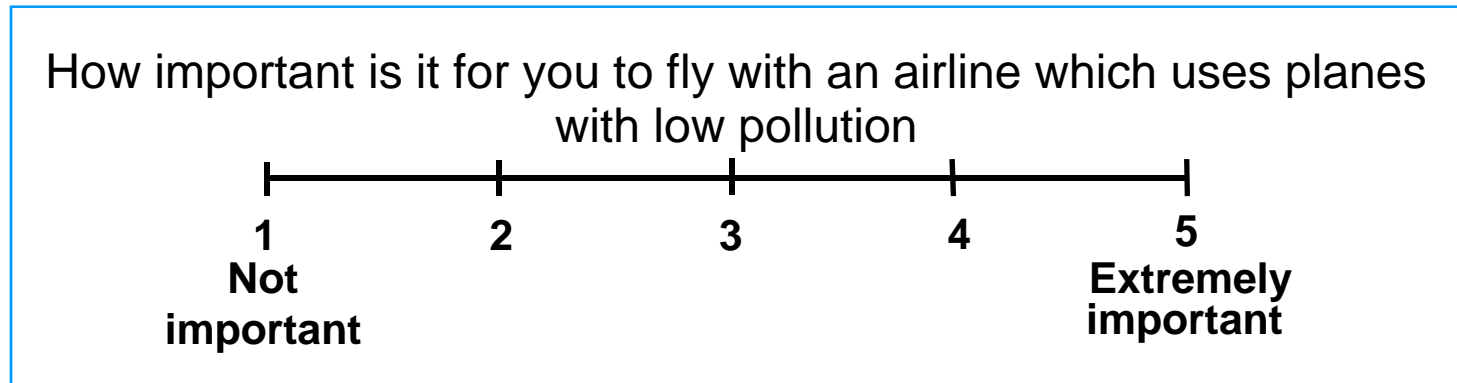 How important is it for you to fly with an airline which uses planes
with low pollution
1 2 3 4 5
Not Extremely
important important